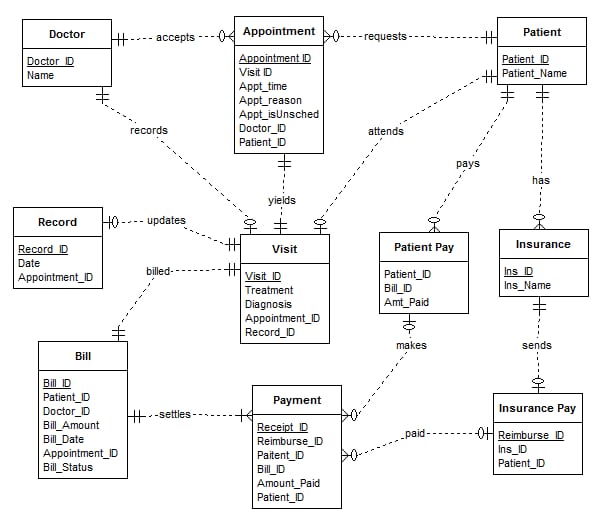 Doctor
Doctor_ID
Name
accepts
Appointment
Appointment ID
Visit ID
Appt_time
Appt_reason
Appt_isUnsched
Doctor_ID
Patient_ID
requests
Patient
Patient_ID
Patient_Name
records
attends
pays
has
yields
Record
Record_ID
Date
Appointment_ID
updates
billed
Visit
Visit_ID
Treatment
Diagnosis
Appointment_ID
Record_ID
Patient Pay
Patient_ID
Bill_ID
Amt_Paid
Insurance
Ins_ID
Ins_Name
makes
sends
Bill
Bill_ID
Patient_ID
Doctor_ID
Bill_Amount
Bill_Date
Appointment_ID
Bill_Status
settles
Payment
Receipt_ID
Reimburse_ID
Paitent_ID
Bill_ID
Amount_Paid
Patient_ID
paid
Insurance Pay
Reimburse_ID
Ins_ID
Patient_ID